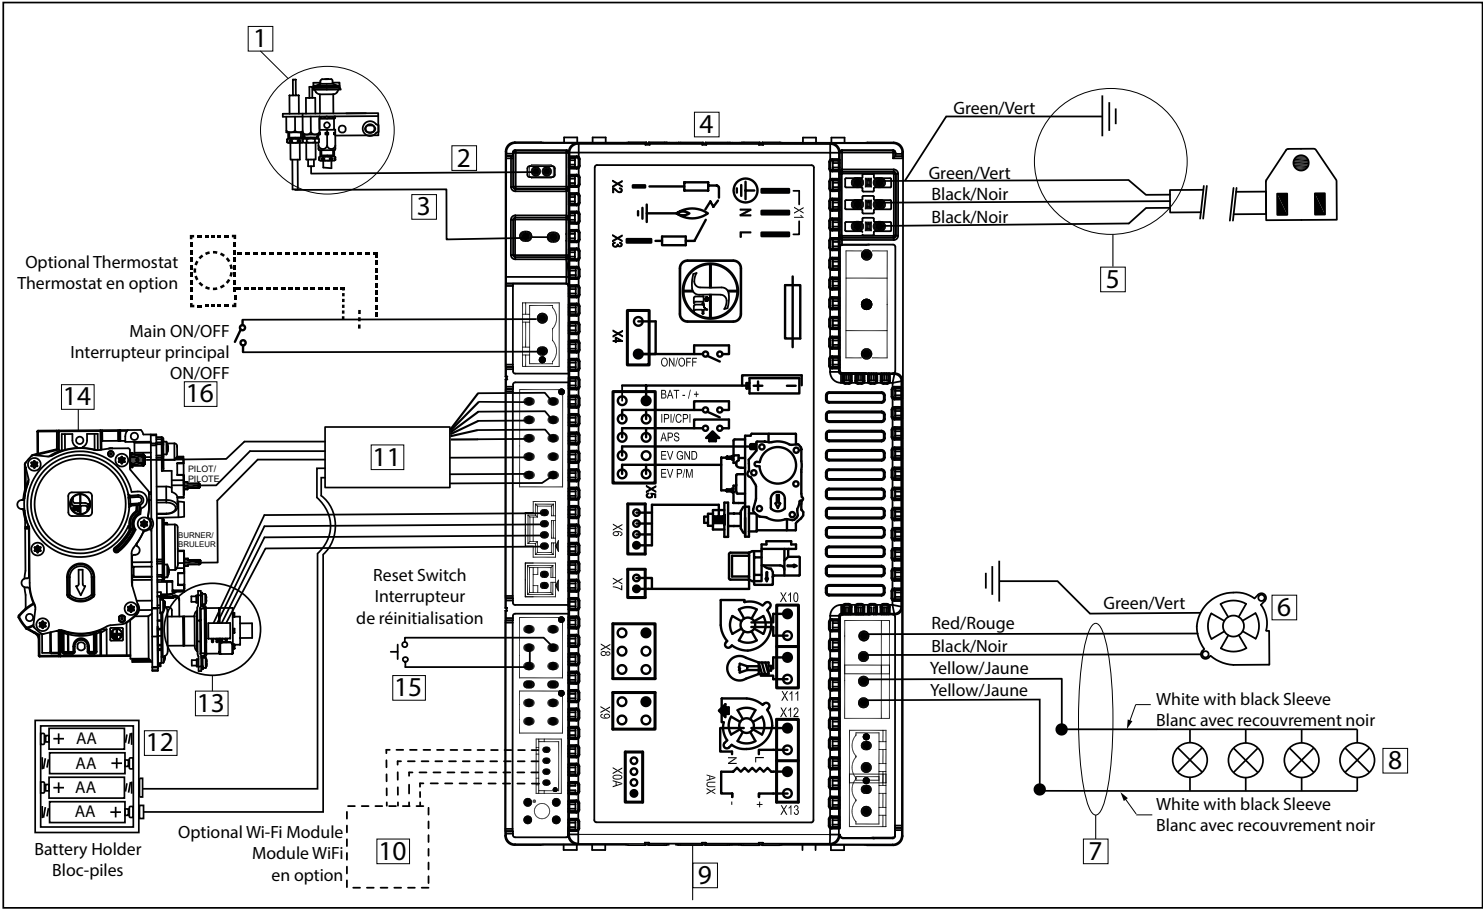 1
4
5
Green/Vert
2
Green/Vert
Black/Noir
Black/Noir
3
X2
X3
N
L
X1
Optional Thermostat
Thermostat en option
Main ON/OFF
Interrupteur principal
ON/OFF
16
X4
ON/OFF
14
11
PILOT/
PILOTE
BURNER/
BRULEUR
BAT - / +
IPI/CPI
APS
EV GND
EV P/M
X5
+ −
X6
X7
X10
X8
X11
X9
X12
N L
X0A
AUX
- +
X13
Reset Switch
Interrupteur
de réinitialisation
15
13
12
+ AA
AA +
+ AA
AA +
Battery Holder
Bloc-piles
Optional Wi-Fi Module
Module WiFi
en option
10
9
Green/Vert
6
Red/Rouge
Black/Noir
Yellow/Jaune
Yellow/Jaune
White with black Sleeve
Blanc avec recouvrement noir
8
White with black Sleeve
Blanc avec recouvrement noir
7